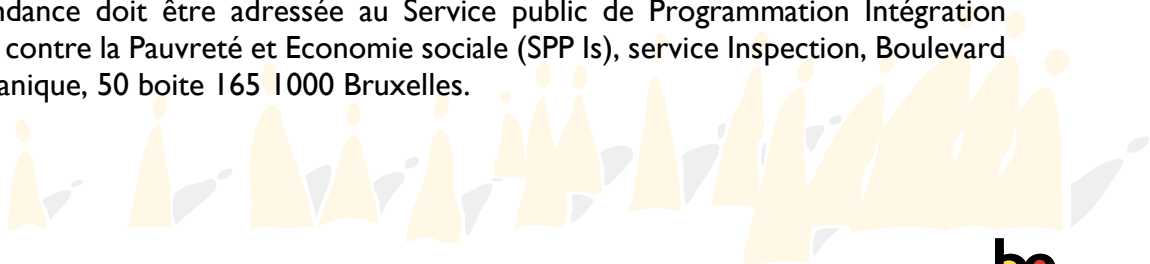 ndance doit être adressée au Service public de Programmation Intégration
contre la Pauvreté et Economie sociale (SPP Is), service Inspection, Boulevard
anique, 50 boite 165 1000 Bruxelles.
be